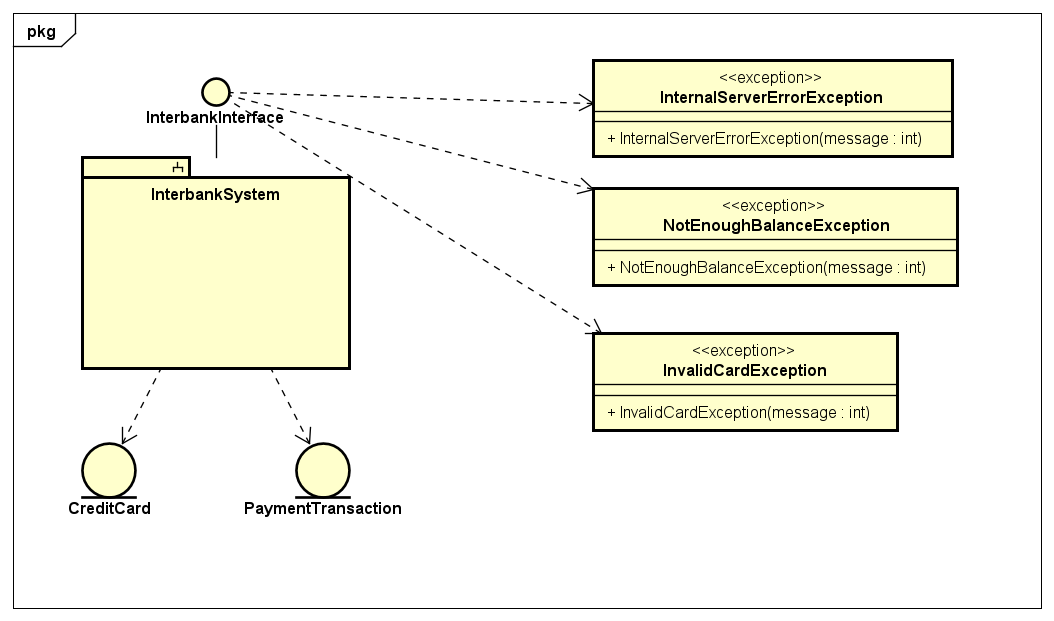 pkg
InterbankInterface
InterbankSystem
CreditCard
PaymentTransaction
<<exception>>
InternalServerErrorException
+ InternalServerErrorException(message : int)
<<exception>>
NotEnoughBalanceException
+ NotEnoughBalanceException(message : int)
<<exception>>
InvalidCardException
+ InvalidCardException(message : int)